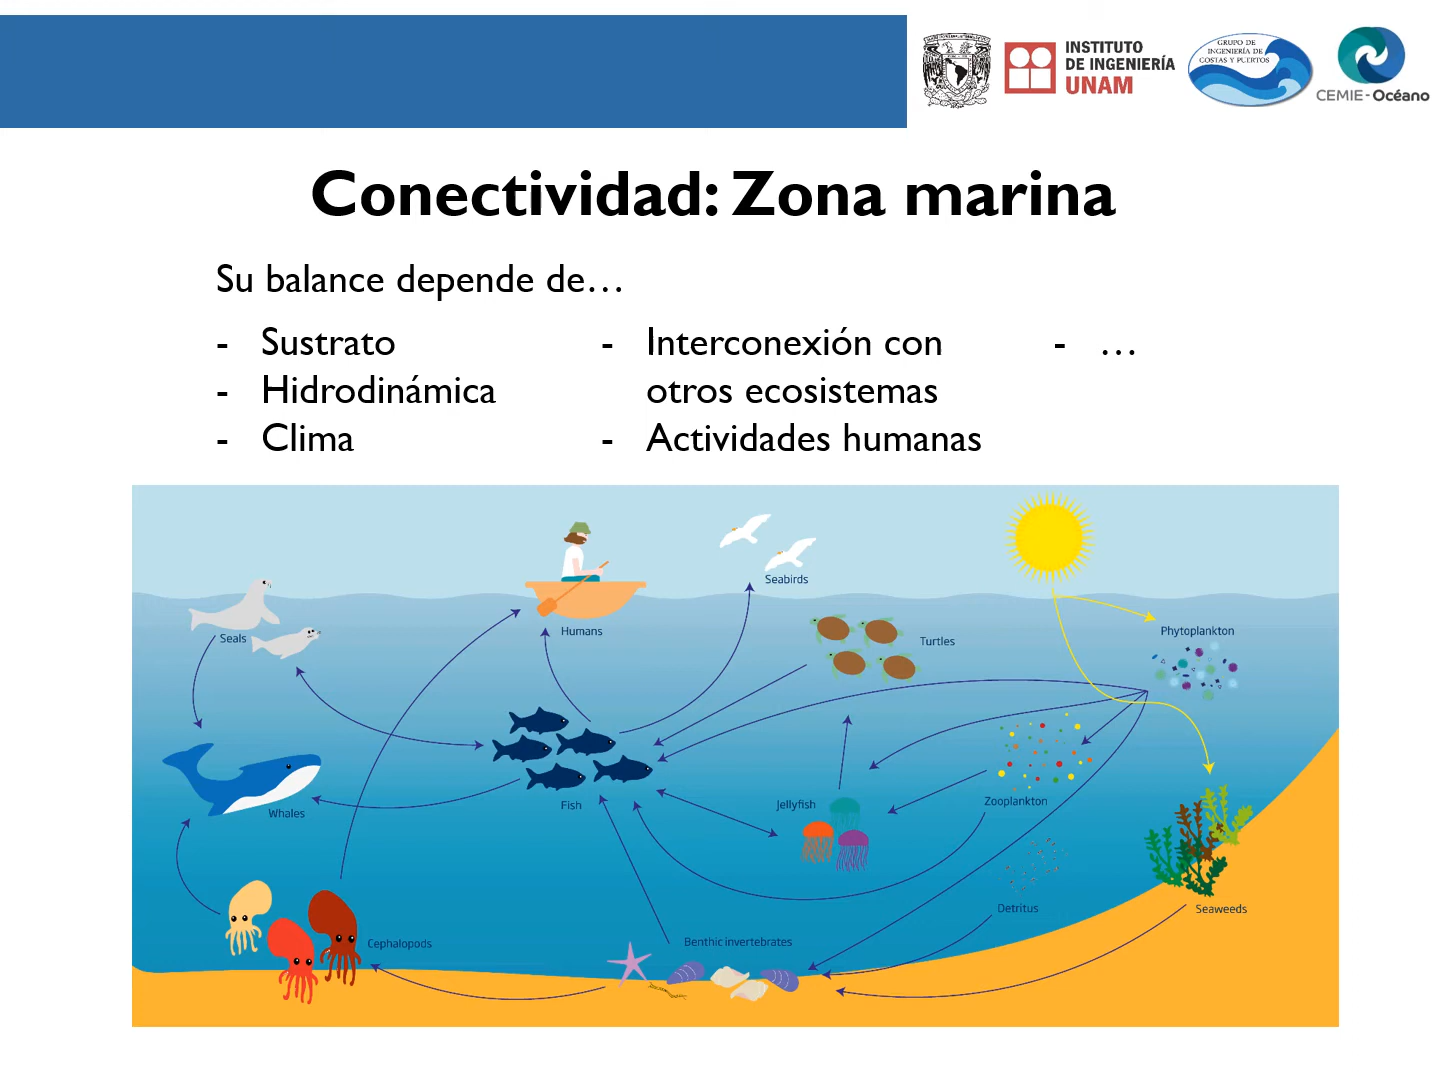 INSTITUTO
DE INGENIERÍA
UNAM
GRUPO DE
INGENIERÍA DE
COSTAS Y PUERTOS
CEMIE-Océano
Conectividad: Zona marina
Su balance depende de…
- Sustrato
- Hidrodinámica
- Clima
- Interconexión con
otros ecosistemas
- Actividades humanas
- …
Seabirds
Humans
Seals
Turtles
Phytoplankton
Fish
Whales
Jellyfish
Zooplankton
Detritus
Seaweeds
Cephalopods
Benthic invertebrates